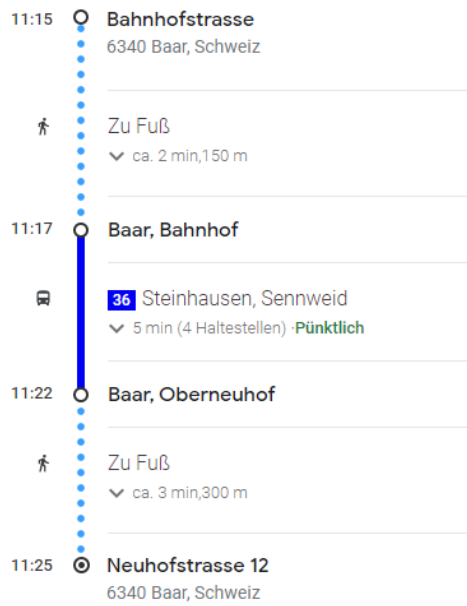 11:15 Bahnhofstrasse
6340 Baar, Schweiz
Zu Fuß
ca. 2 min,150 m
11:17 Baar, Bahnhof
36 Steinhausen, Sennweid
5 min (4 Haltestellen) ·Pünktlich
11:22 Baar, Oberneuhof
Zu Fuß
ca. 3 min,300 m
11:25 Neuhofstrasse 12
6340 Baar, Schweiz